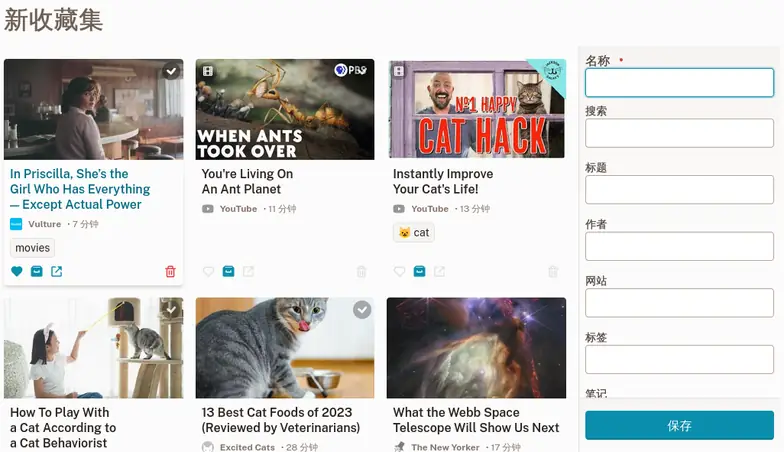 新收藏集
PBS
WHEN ANTS
TOOK OVER
Nº1 HAPPY
CAT HACK
In Priscilla, She's the
Girl Who Has Everything
— Except Actual Power
Vulture · 7 分钟
movies
You're Living On
An Ant Planet
YouTube · 11 分钟
Instantly Improve
Your Cat's Life!
YouTube · 13 分钟
😺 cat
How To Play With
a Cat According to
a Cat Behaviorist
13 Best Cat Foods of 2023
(Reviewed by Veterinarians)
Excited Cats · 28 分钟
What the Webb Space
Telescope Will Show Us Next
The New Yorker · 17 分钟
名称 *
搜索
标题
作者
网站
标签
笔记
保存